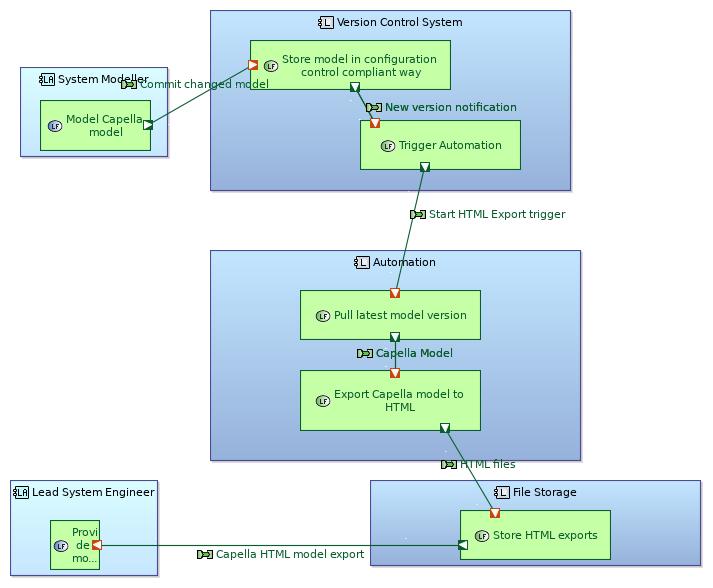 Version Control System
Store model in configuration
control compliant way
System Modeller
Commit changed model
New version notification
Model Capella
model
Trigger Automation
Start HTML Export trigger
Automation
Pull latest model version
Capella Model
Export Capella model to
HTML
HTML files
Lead System Engineer
File Storage
Provi
de
mo...
Store HTML exports
Capella HTML model export